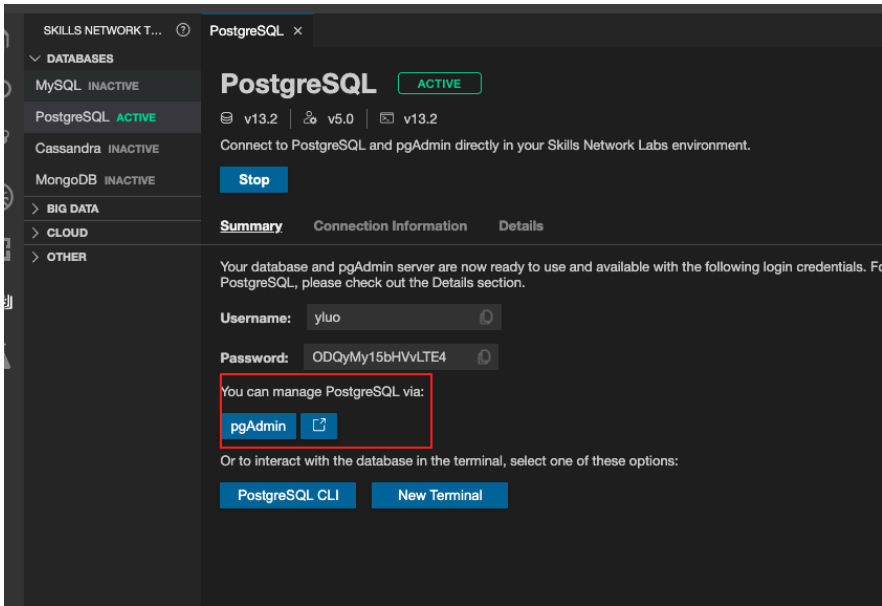 SKILLS NETWORK T...
PostgreSQL ×
DATABASES
MySQL INACTIVE
PostgreSQL ACTIVE
Cassandra INACTIVE
MongoDB INACTIVE
BIG DATA
CLOUD
OTHER
PostgreSQL ACTIVE
v13.2 v5.0 v13.2
Connect to PostgreSQL and pgAdmin directly in your Skills Network Labs environment.
Stop
Summary Connection Information Details
Your database and pgAdmin server are now ready to use and available with the following login credentials. Fo
PostgreSQL, please check out the Details section.
Username: yluo
Password: ODQyMy15bHVvLTE4
You can manage PostgreSQL via:
pgAdmin
Or to interact with the database in the terminal, select one of these options:
PostgreSQL CLI New Terminal